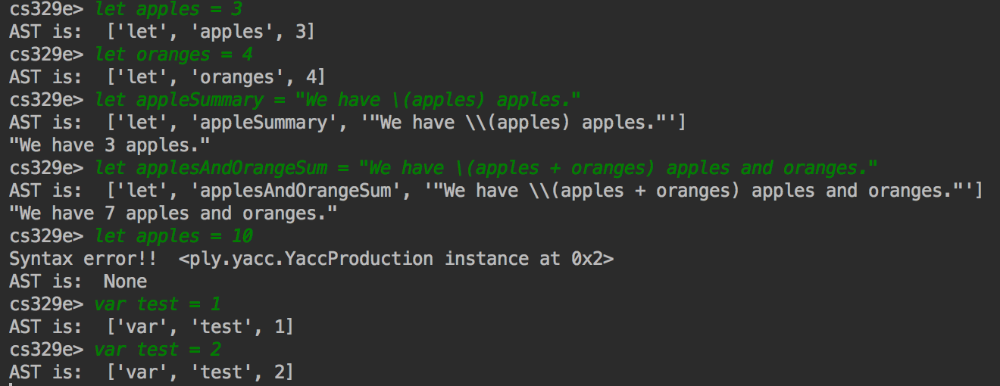 cs329e> let apples = 3
AST is:  ['let', 'apples', 3]
cs329e> let oranges = 4
AST is:  ['let', 'oranges', 4]
cs329e> let appleSummary = "We have \(apples) apples."
AST is:  ['let', 'appleSummary', '"We have \\(apples) apples."']
"We have 3 apples."
cs329e> let applesAndOrangeSum = "We have \(apples + oranges) apples and oranges."
AST is:  ['let', 'applesAndOrangeSum', '"We have \\(apples + oranges) apples and oranges."']
"We have 7 apples and oranges."
cs329e> let apples = 10
Syntax error!!  <ply.yacc.YaccProduction instance at 0x2>
AST is:  None
cs329e> var test = 1
AST is:  ['var', 'test', 1]
cs329e> var test = 2
AST is:  ['var', 'test', 2]